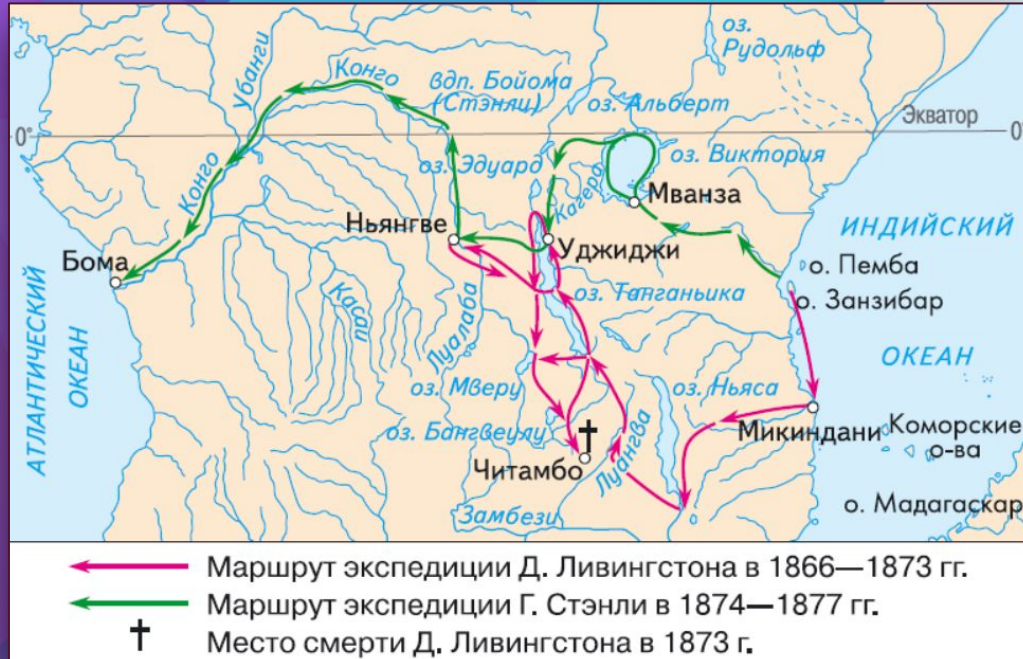 оз.
Рудольф
Убанги
Конго
вдп. Бойома
(Стэнли)
оз. Альберт
Экватор
0°
0
оз. Эдуард
оз. Виктория
Кагера
Конго
Мванза
Ньянгве
Уджиджи
ИНДИЙСКИЙ
Бома
о. Пемба
оз. Танганьика
о. Занзибар
АТЛАНТИЧЕСКИЙ
ОКЕАН
Касаи
Луалаба
ОКЕАН
оз. Мверу
оз. Ньяса
оз. Бангвеулу
Микиндани
Коморские
о-ва
Читамбо
Луангва
Замбези
о. Мадагаскар
Маршрут экспедиции Д. Ливингстона в 1866—1873 гг.
Маршрут экспедиции Г. Стэнли в 1874—1877 гг.
Место смерти Д. Ливингстона в 1873 г.